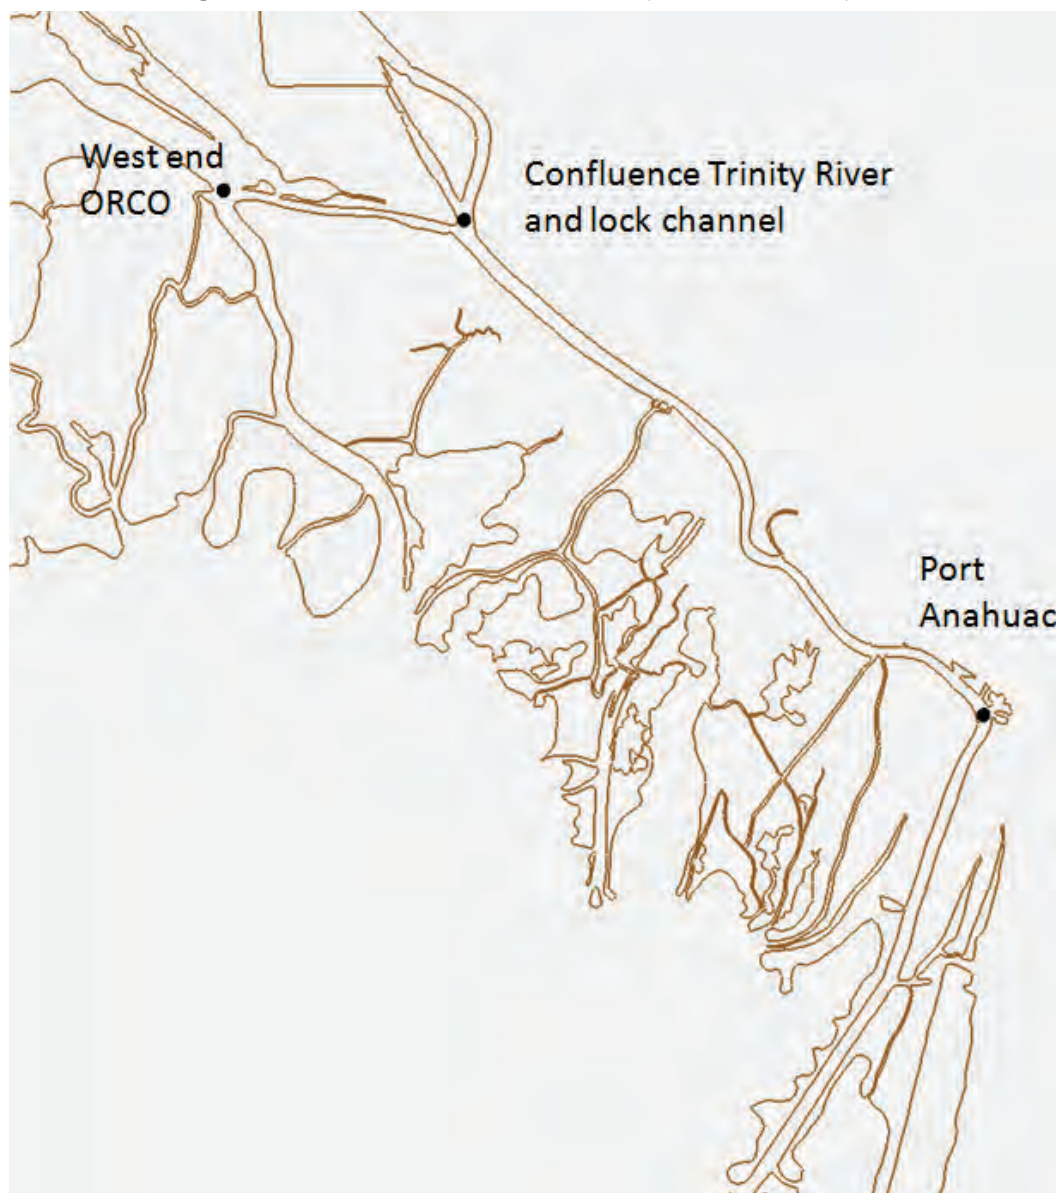 West end
ORCO
Confluence Trinity River
and lock channel
Port
Anahuac